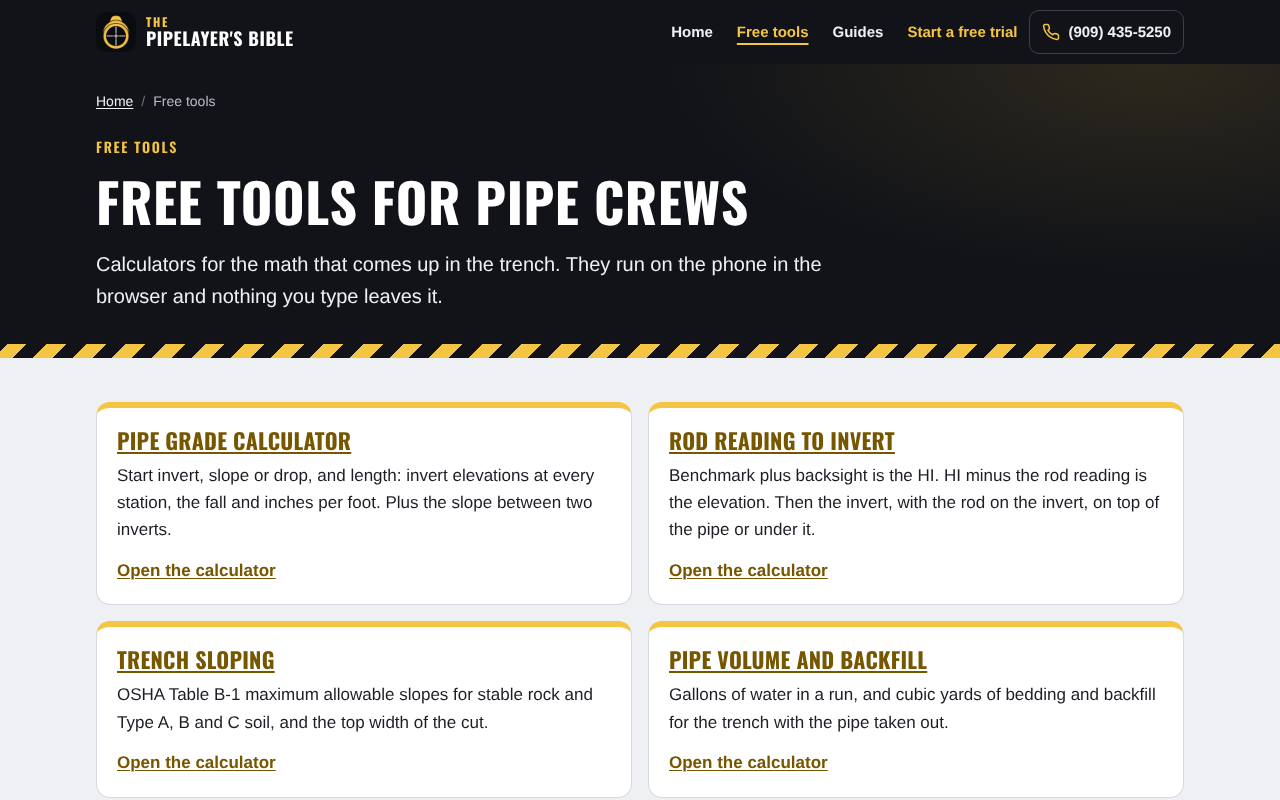 THE
PIPELAYER'S BIBLE
Home
Free tools
Guides
Start a free trial
(909) 435-5250
Home / Free tools
FREE TOOLS
FREE TOOLS FOR PIPE CREWS
Calculators for the math that comes up in the trench. They run on the phone in the
browser and nothing you type leaves it.
PIPE GRADE CALCULATOR
Start invert, slope or drop, and length: invert elevations at every
station, the fall and inches per foot. Plus the slope between two
inverts.
Open the calculator
ROD READING TO INVERT
Benchmark plus backsight is the HI. HI minus the rod reading is
the elevation. Then the invert, with the rod on the invert, on top of
the pipe or under it.
Open the calculator
TRENCH SLOPING
OSHA Table B-1 maximum allowable slopes for stable rock and
Type A, B and C soil, and the top width of the cut.
Open the calculator
PIPE VOLUME AND BACKFILL
Gallons of water in a run, and cubic yards of bedding and backfill
for the trench with the pipe taken out.
Open the calculator